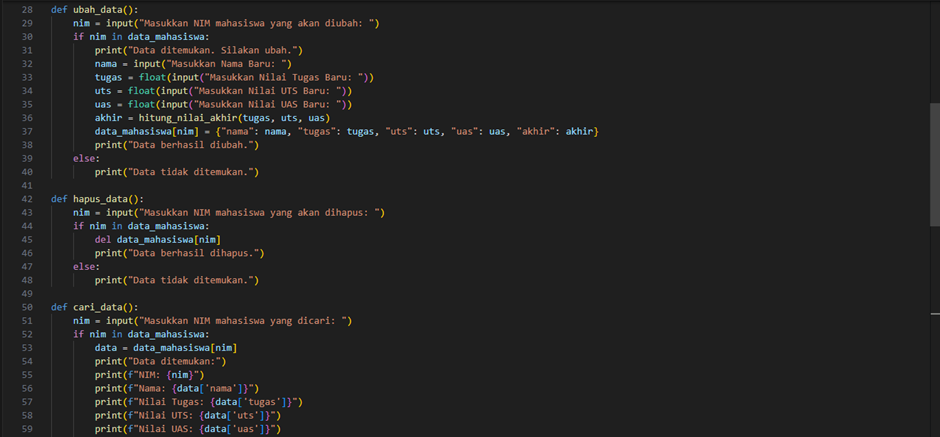 28 def ubah_data():
29     nim = input("Masukkan NIM mahasiswa yang akan diubah: ")
30     if nim in data_mahasiswa:
31         print("Data ditemukan. Silakan ubah.")
32         nama = input("Masukkan Nama Baru: ")
33         tugas = float(input("Masukkan Nilai Tugas Baru: "))
34         uts = float(input("Masukkan Nilai UTS Baru: "))
35         uas = float(input("Masukkan Nilai UAS Baru: "))
36         akhir = hitung_nilai_akhir(tugas, uts, uas)
37         data_mahasiswa[nim] = {"nama": nama, "tugas": tugas, "uts": uts, "uas": uas, "akhir": akhir}
38         print("Data berhasil diubah.")
39     else:
40         print("Data tidak ditemukan.")
41
42 def hapus_data():
43     nim = input("Masukkan NIM mahasiswa yang akan dihapus: ")
44     if nim in data_mahasiswa:
45         del data_mahasiswa[nim]
46         print("Data berhasil dihapus.")
47     else:
48         print("Data tidak ditemukan.")
49
50 def cari_data():
51     nim = input("Masukkan NIM mahasiswa yang dicari: ")
52     if nim in data_mahasiswa:
53         data = data_mahasiswa[nim]
54         print("Data ditemukan:")
55         print(f"NIM: {nim}")
56         print(f"Nama: {data['nama']}")
57         print(f"Nilai Tugas: {data['tugas']}")
58         print(f"Nilai UTS: {data['uts']}")
59         print(f"Nilai UAS: {data['uas']}")